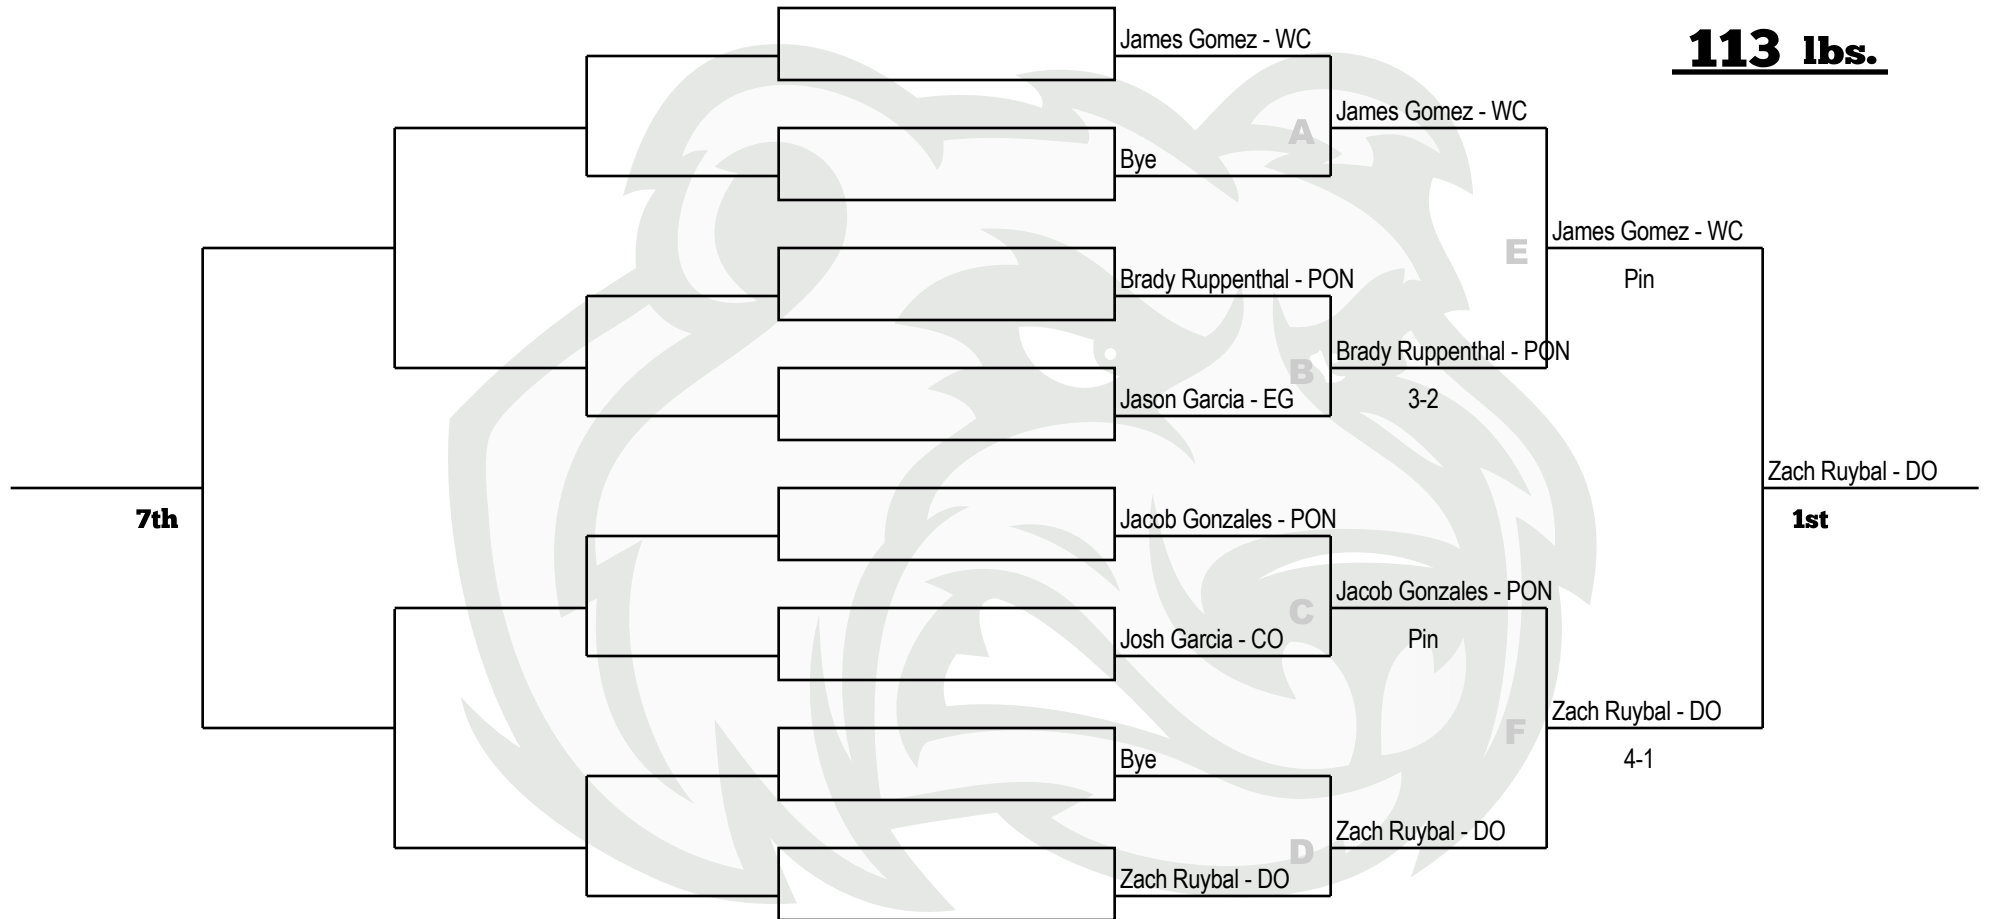 James Gomez - WC
113 lbs.
James Gomez - WC
A
Bye
James Gomez - WC
E
Brady Ruppenthal - PON
Pin
Brady Ruppenthal - PON
B
Jason Garcia - EG
3-2
Zach Ruybal - DO
7th
Jacob Gonzales - PON
1st
Jacob Gonzales - PON
C
Josh Garcia - CO
Pin
Zach Ruybal - DO
F
Bye
4-1
Zach Ruybal - DO
D
Zach Ruybal - DO